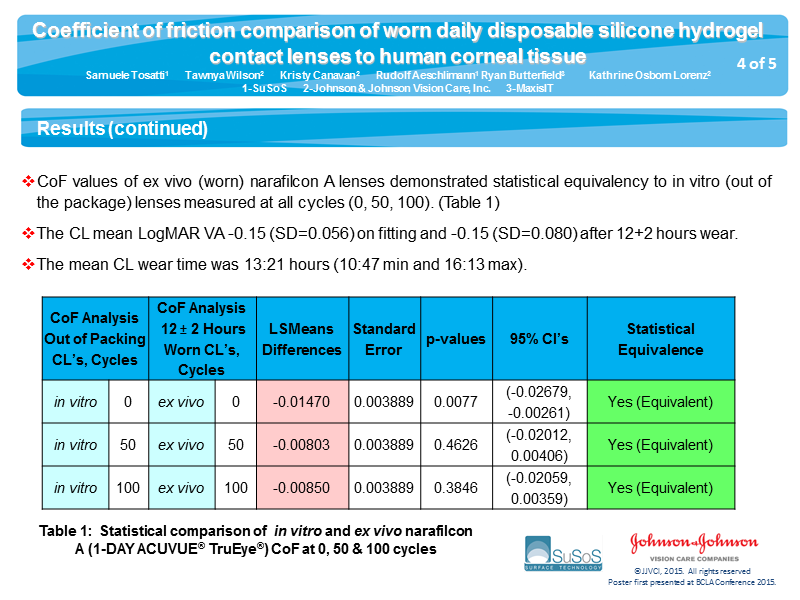 Coefficient of friction comparison of worn daily disposable silicone hydrogel
contact lenses to human corneal tissue
4 of 5
Samuele Tosatti¹ Tawnya Wilson² Kristy Canavan² Rudolf Aeschlimann¹ Ryan Butterfield³ Kathrine Osborn Lorenz²
1-SuSoS 2-Johnson & Johnson Vision Care, Inc. 3-MaxisIT
Results (continued)
❖CoF values of ex vivo (worn) narafilcon A lenses demonstrated statistical equivalency to in vitro (out of
the package) lenses measured at all cycles (0, 50, 100). (Table 1)
❖The CL mean LogMAR VA -0.15 (SD=0.056) on fitting and -0.15 (SD=0.080) after 12+2 hours wear.
❖The mean CL wear time was 13:21 hours (10:47 min and 16:13 max).
CoF Analysis
Out of Packing
CL's, Cycles
CoF Analysis
12 ± 2 Hours
Worn CL's,
Cycles
LSMeans
Differences
Standard
Error
p-values
95% CI's
Statistical
Equivalence
in vitro 0 ex vivo 0 -0.01470 0.003889 0.0077 (-0.02679,
-0.00261) Yes (Equivalent)
in vitro 50 ex vivo 50 -0.00803 0.003889 0.4626 (-0.02012,
0.00406) Yes (Equivalent)
in vitro 100 ex vivo 100 -0.00850 0.003889 0.3846 (-0.02059,
0.00359) Yes (Equivalent)
Table 1: Statistical comparison of in vitro and ex vivo narafilcon
A (1-DAY ACUVUE® TruEye®) CoF at 0, 50 & 100 cycles
SuSoS
SURFACE TECHNOLOGY
Johnson & Johnson
VISION CARE COMPANIES
©JJVCI, 2015. All rights reserved
Poster first presented at BCLA Conference 2015.